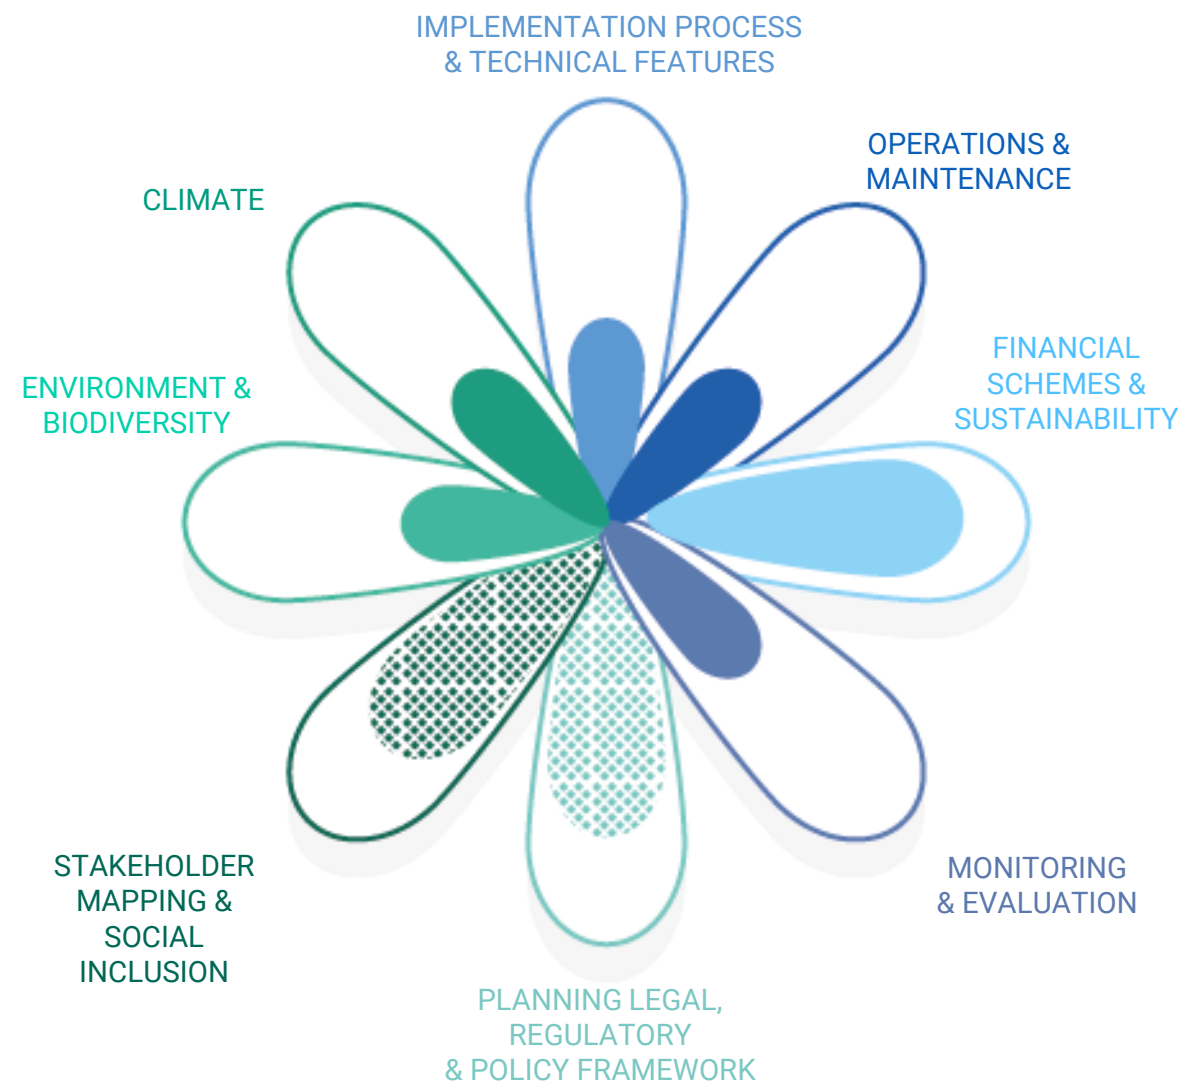 IMPLEMENTATION PROCESS
& TECHNICAL FEATURES
OPERATIONS &
MAINTENANCE
CLIMATE
FINANCIAL
SCHEMES &
SUSTAINABILITY
ENVIRONMENT &
BIODIVERSITY
STAKEHOLDER
MAPPING &
SOCIAL
INCLUSION
MONITORING
& EVALUATION
PLANNING LEGAL,
REGULATORY
& POLICY FRAMEWORK